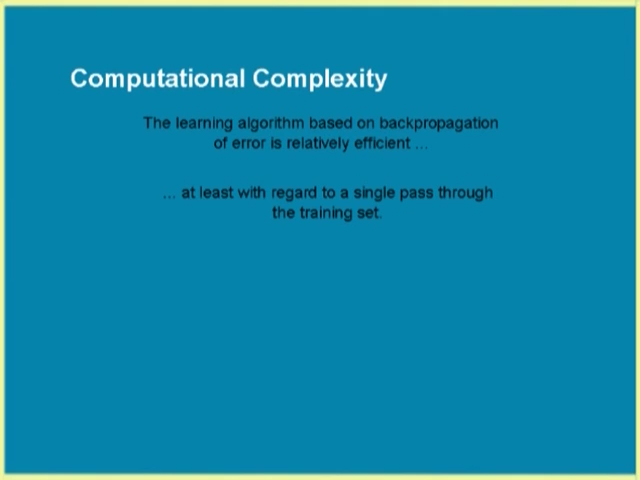 Computational Complexity
The learning algorithm based on backpropagation
of error is relatively efficient ...
... at least with regard to a single pass through
the training set.